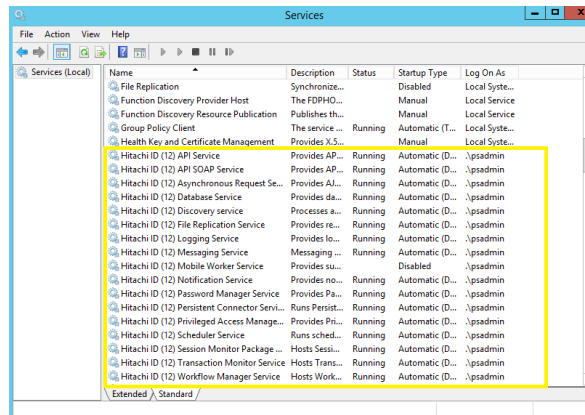 Services
File Action View Help
Services (Local)
Name Description Status Startup Type Log On As
File Replication Synchronize... Disabled Local Syste...
Function Discovery Provider Host The FDPHO... Manual Local Service
Function Discovery Resource Publication Publishes th... Manual Local Service
Group Policy Client The service ... Running Automatic (T... Local Syste...
Health Key and Certificate Management Provides X.5... Manual Local Syste...
Hitachi ID (12) API Service Provides AP... Running Automatic (D... .\psadmin
Hitachi ID (12) API SOAP Service Provides AP... Running Automatic (D... .\psadmin
Hitachi ID (12) Asynchronous Request Se... Provides AJ... Running Automatic (D... .\psadmin
Hitachi ID (12) Database Service Provides da... Running Automatic (D... .\psadmin
Hitachi ID (12) Discovery service Processes a... Running Automatic (D... .\psadmin
Hitachi ID (12) File Replication Service Provides re... Running Automatic (D... .\psadmin
Hitachi ID (12) Logging Service Provides lo... Running Automatic (D... .\psadmin
Hitachi ID (12) Messaging Service Messaging ... Running Automatic (D... .\psadmin
Hitachi ID (12) Mobile Worker Service Provides su... Disabled .\psadmin
Hitachi ID (12) Notification Service Provides no... Running Automatic (D... .\psadmin
Hitachi ID (12) Password Manager Service Provides Pa... Running Automatic (D... .\psadmin
Hitachi ID (12) Persistent Connector Servi... Runs Persist... Running Automatic (D... .\psadmin
Hitachi ID (12) Privileged Access Manage... Provides Pri... Running Automatic (D... .\psadmin
Hitachi ID (12) Scheduler Service Runs sched... Running Automatic (D... .\psadmin
Hitachi ID (12) Session Monitor Package ... Hosts Sessi... Running Automatic (D... .\psadmin
Hitachi ID (12) Transaction Monitor Service Hosts Trans... Running Automatic (D... .\psadmin
Hitachi ID (12) Workflow Manager Service Hosts Work... Running Automatic (D... .\psadmin
Extended Standard